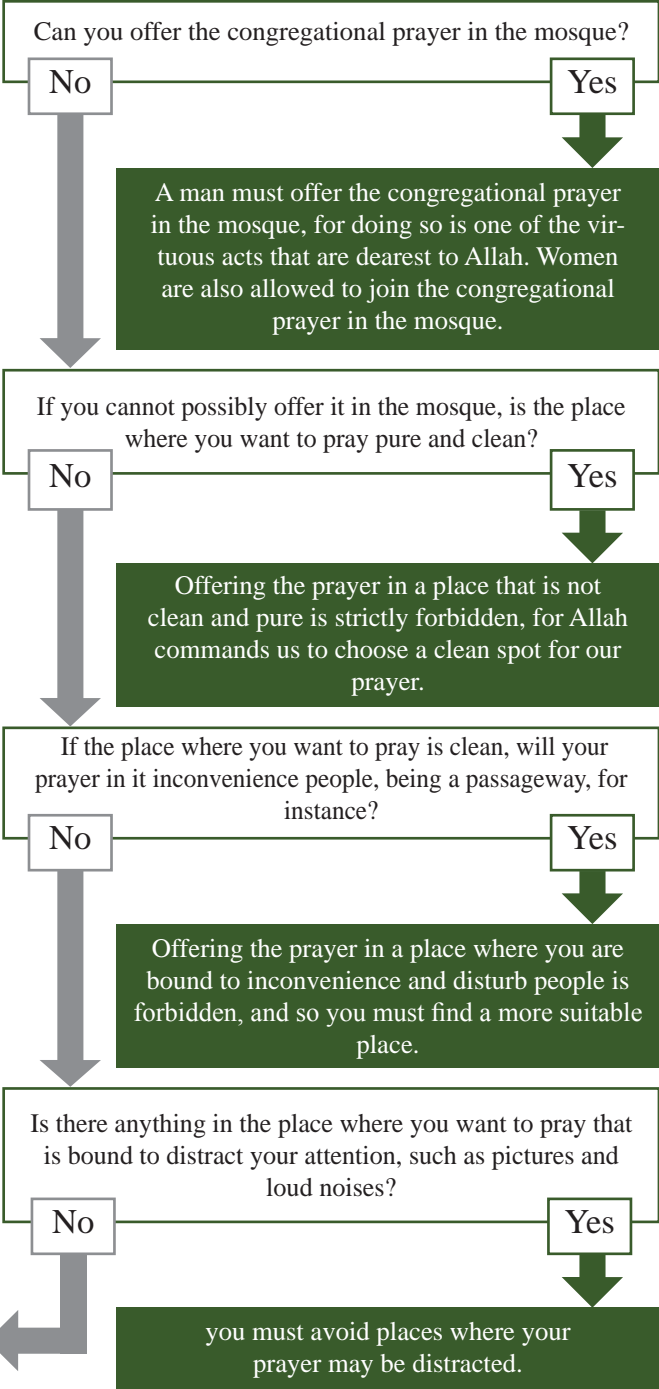 Can you offer the congregational prayer in the mosque?
No
Yes
A man must offer the congregational prayer
in the mosque, for doing so is one of the vir-
tuous acts that are dearest to Allah. Women
are also allowed to join the congregational
prayer in the mosque.
If you cannot possibly offer it in the mosque, is the place
where you want to pray pure and clean?
No
Yes
Offering the prayer in a place that is not
clean and pure is strictly forbidden, for Allah
commands us to choose a clean spot for our
prayer.
If the place where you want to pray is clean, will your
prayer in it inconvenience people, being a passageway, for
instance?
No
Yes
Offering the prayer in a place where you are
bound to inconvenience and disturb people is
forbidden, and so you must find a more suitable
place.
Is there anything in the place where you want to pray that
is bound to distract your attention, such as pictures and
loud noises?
No
Yes
you must avoid places where your
prayer may be distracted.